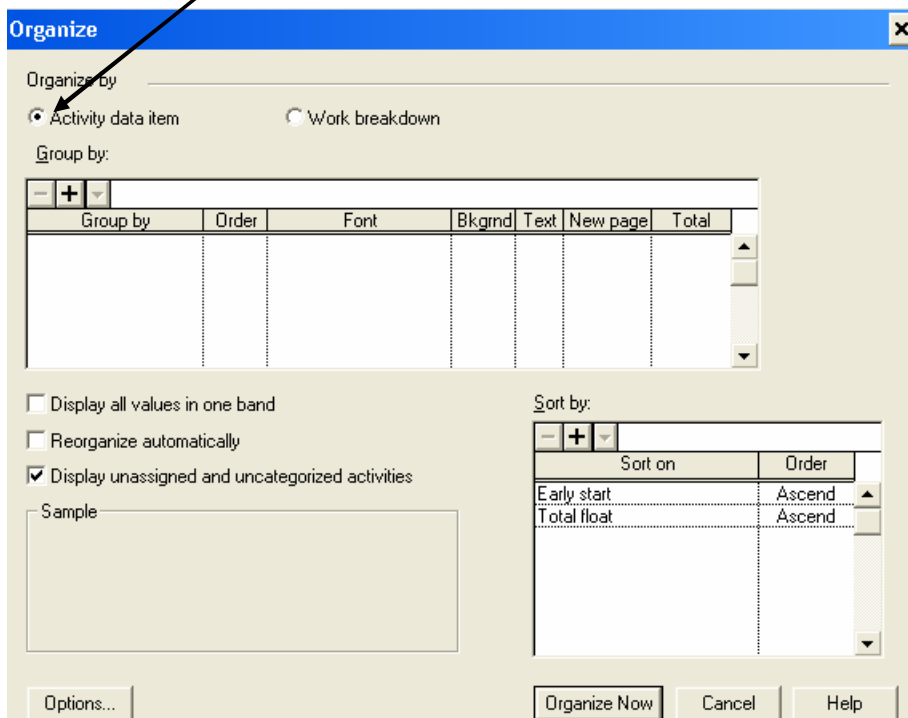 Organize
Organize by
Activity data item Work breakdown
Group by:
Group by Order Font Bkgrnd Text New page Total
Display all values in one band
Reorganize automatically
Display unassigned and uncategorized activities
Sample
Sort by:
Sort on Order
Early start Ascend
Total float Ascend
Options... Organize Now Cancel Help